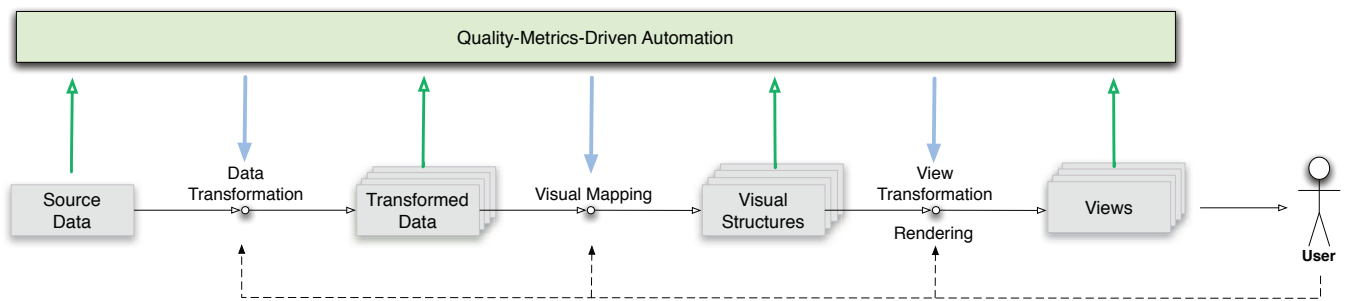 Quality-Metrics-Driven Automation
Data
Transformation
Visual Mapping
View
Transformation
Rendering
Source
Data
Transformed
Data
Visual
Structures
Views
User